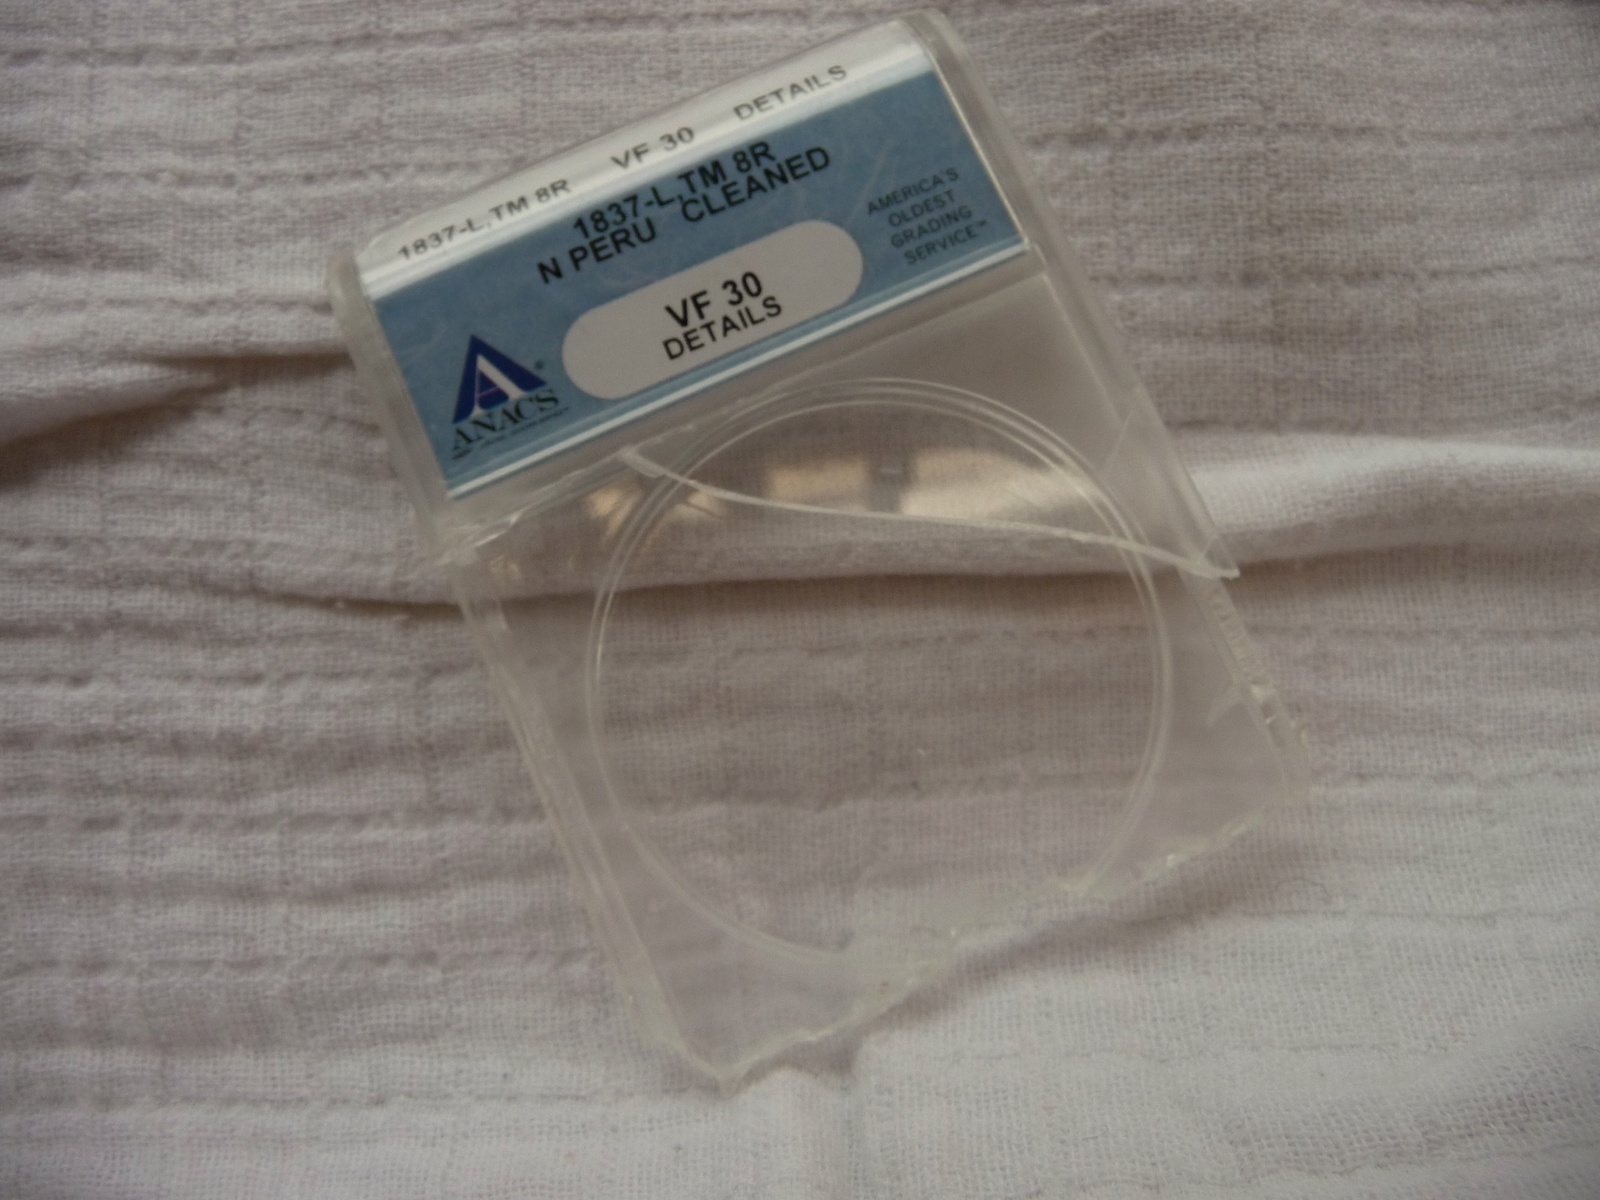 1837-L,TM 8R VF 30 DETAILS
1837-L,TM 8R
N PERU CLEANED
VF 30
DETAILS
AMERICA'S
OLDEST
GRADING
SERVICE™
ANACS®